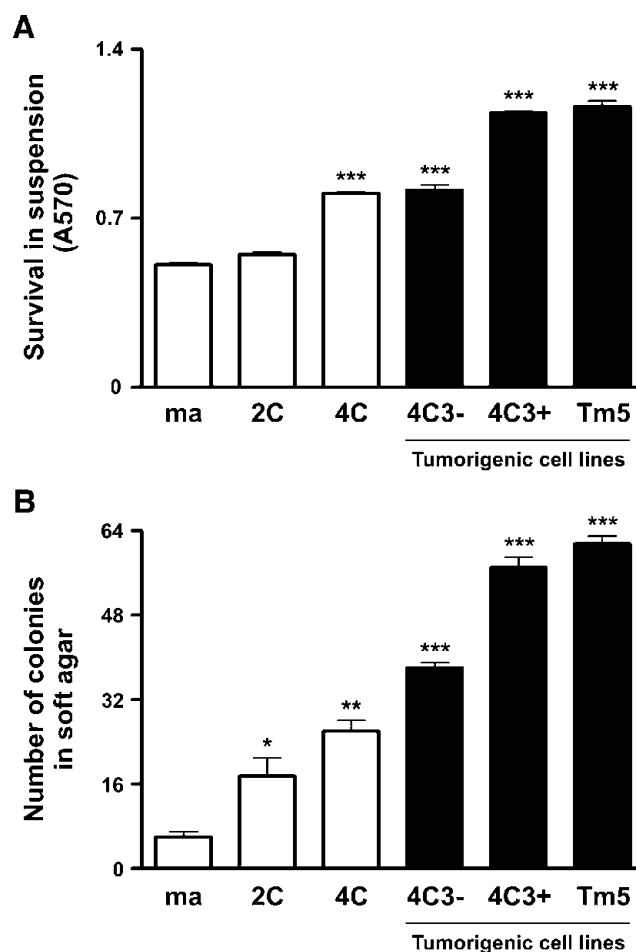 A
Survival in suspension
(A570)
1.4
0.7
0
***
***
***
***
ma 2C 4C 4C3- 4C3+ Tm5
Tumorigenic cell lines
B
Number of colonies
in soft agar
64
48
32
16
0
*
**
***
***
***
ma 2C 4C 4C3- 4C3+ Tm5
Tumorigenic cell lines